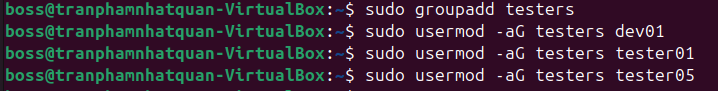 boss@tranphamnhatquan-VirtualBox:~$ sudo groupadd testers
boss@tranphamnhatquan-VirtualBox:~$ sudo usermod -aG testers dev01
boss@tranphamnhatquan-VirtualBox:~$ sudo usermod -aG testers tester01
boss@tranphamnhatquan-VirtualBox:~$ sudo usermod -aG testers tester05